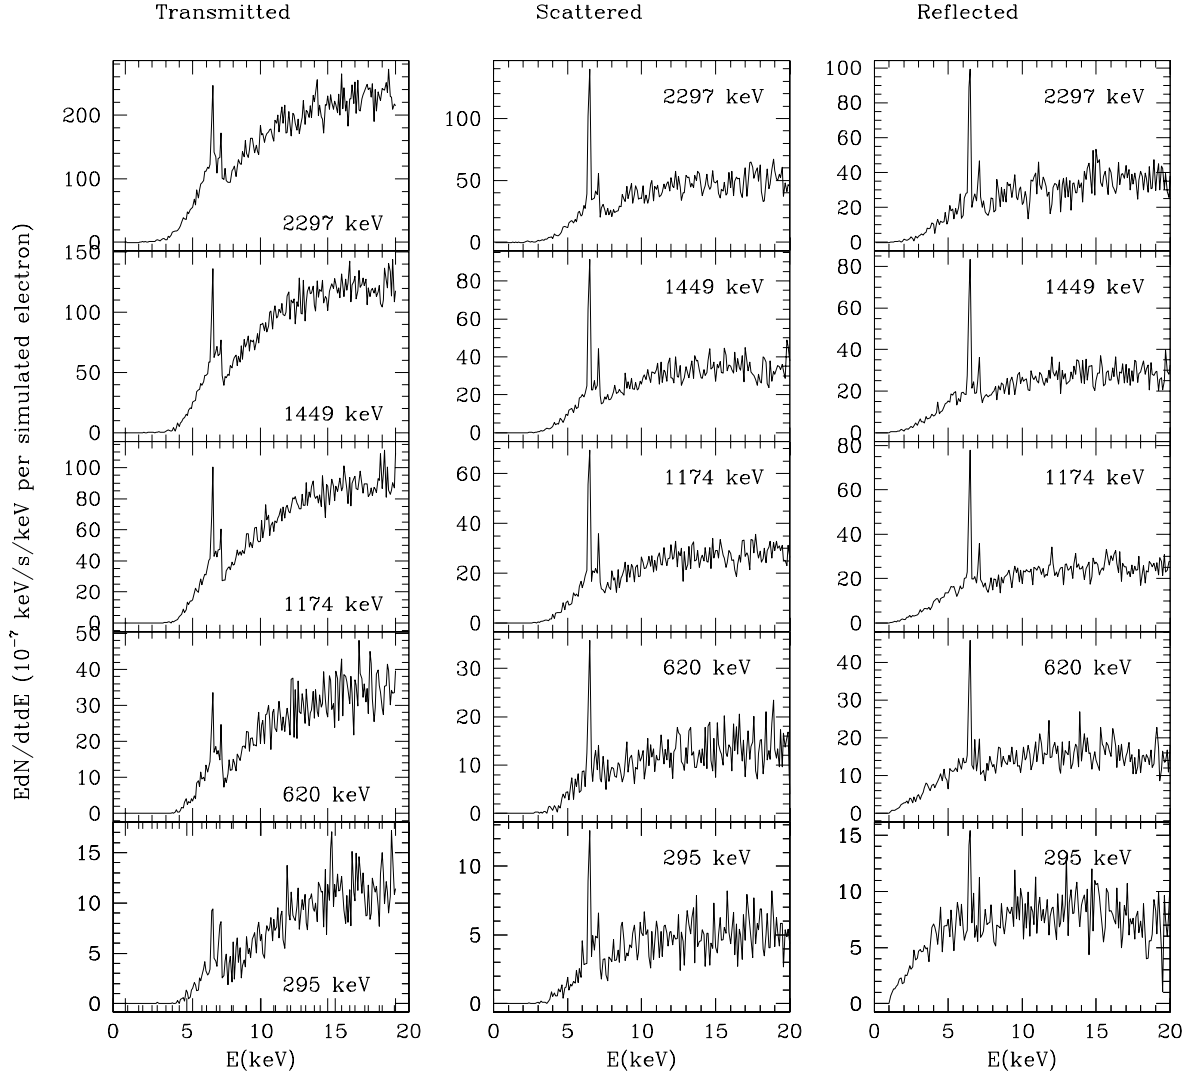 Transmitted Scattered Reflected
EdN/dtdE (10⁻⁷ keV/s/keV per simulated electron)
200 100 0
2297 keV
100 50 0
2297 keV
100 80 60 40 20 0
2297 keV
150 100 50 0
1449 keV
80 60 40 20 0
1449 keV
80 60 40 20 0
1449 keV
100 80 60 40 20 0
1174 keV
60 40 20 0
1174 keV
80 60 40 20 0
1174 keV
50 40 30 20 10 0
620 keV
30 20 10 0
620 keV
40 30 20 10 0
620 keV
15 10 5 0
295 keV
10 5 0
295 keV
15 10 5 0
295 keV
0 5 10 15 20
0 5 10 15 20
0 5 10 15 20
E(keV) E(keV) E(keV)